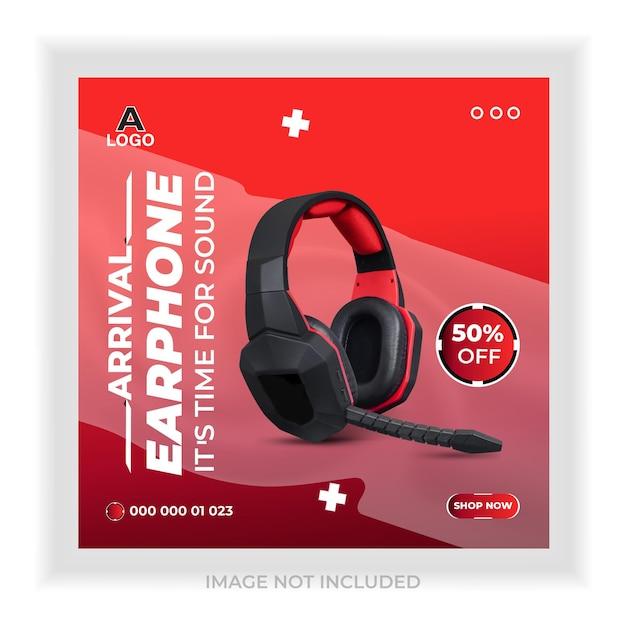 A
LOGO
ARRIVAL
EARPHONE
IT'S TIME FOR SOUND
50%
OFF
000 000 01 023
SHOP NOW
IMAGE NOT INCLUDED